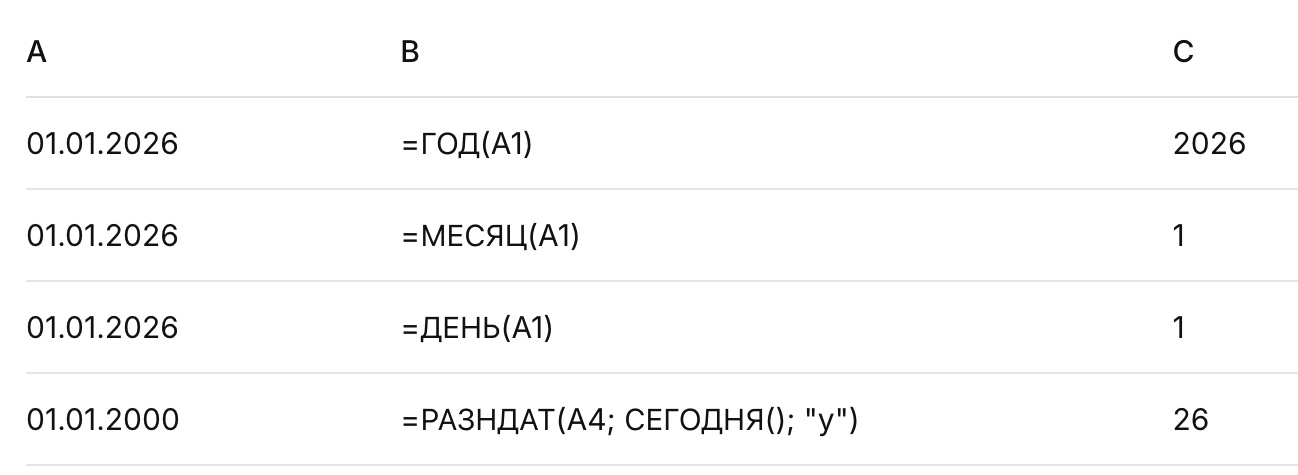 A B C
01.01.2026 =ГОД(A1) 2026
01.01.2026 =МЕСЯЦ(A1) 1
01.01.2026 =ДЕНЬ(A1) 1
01.01.2000 =РАЗНДАТ(A4; СЕГОДНЯ(); "y") 26